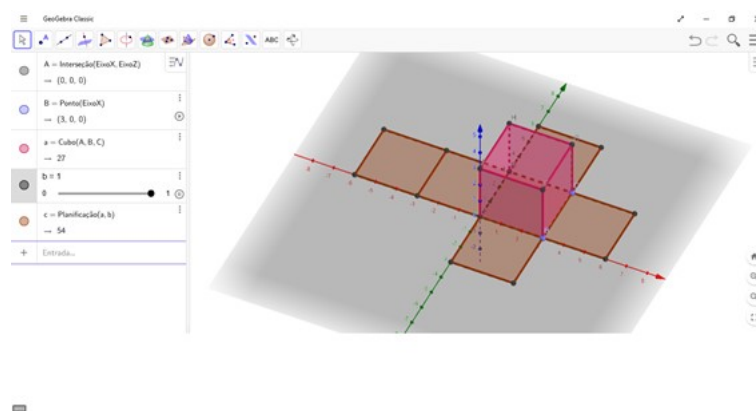 GeoGebra Classic
ABC
A = Interseção(EixoX, EixoZ)
→ (0, 0, 0)
B = Ponto(EixoX)
→ (3, 0, 0)
a = Cubo(A, B, C)
→ 27
b = 1
0 1
c = Planificação(a, b)
→ 54
Entrada...